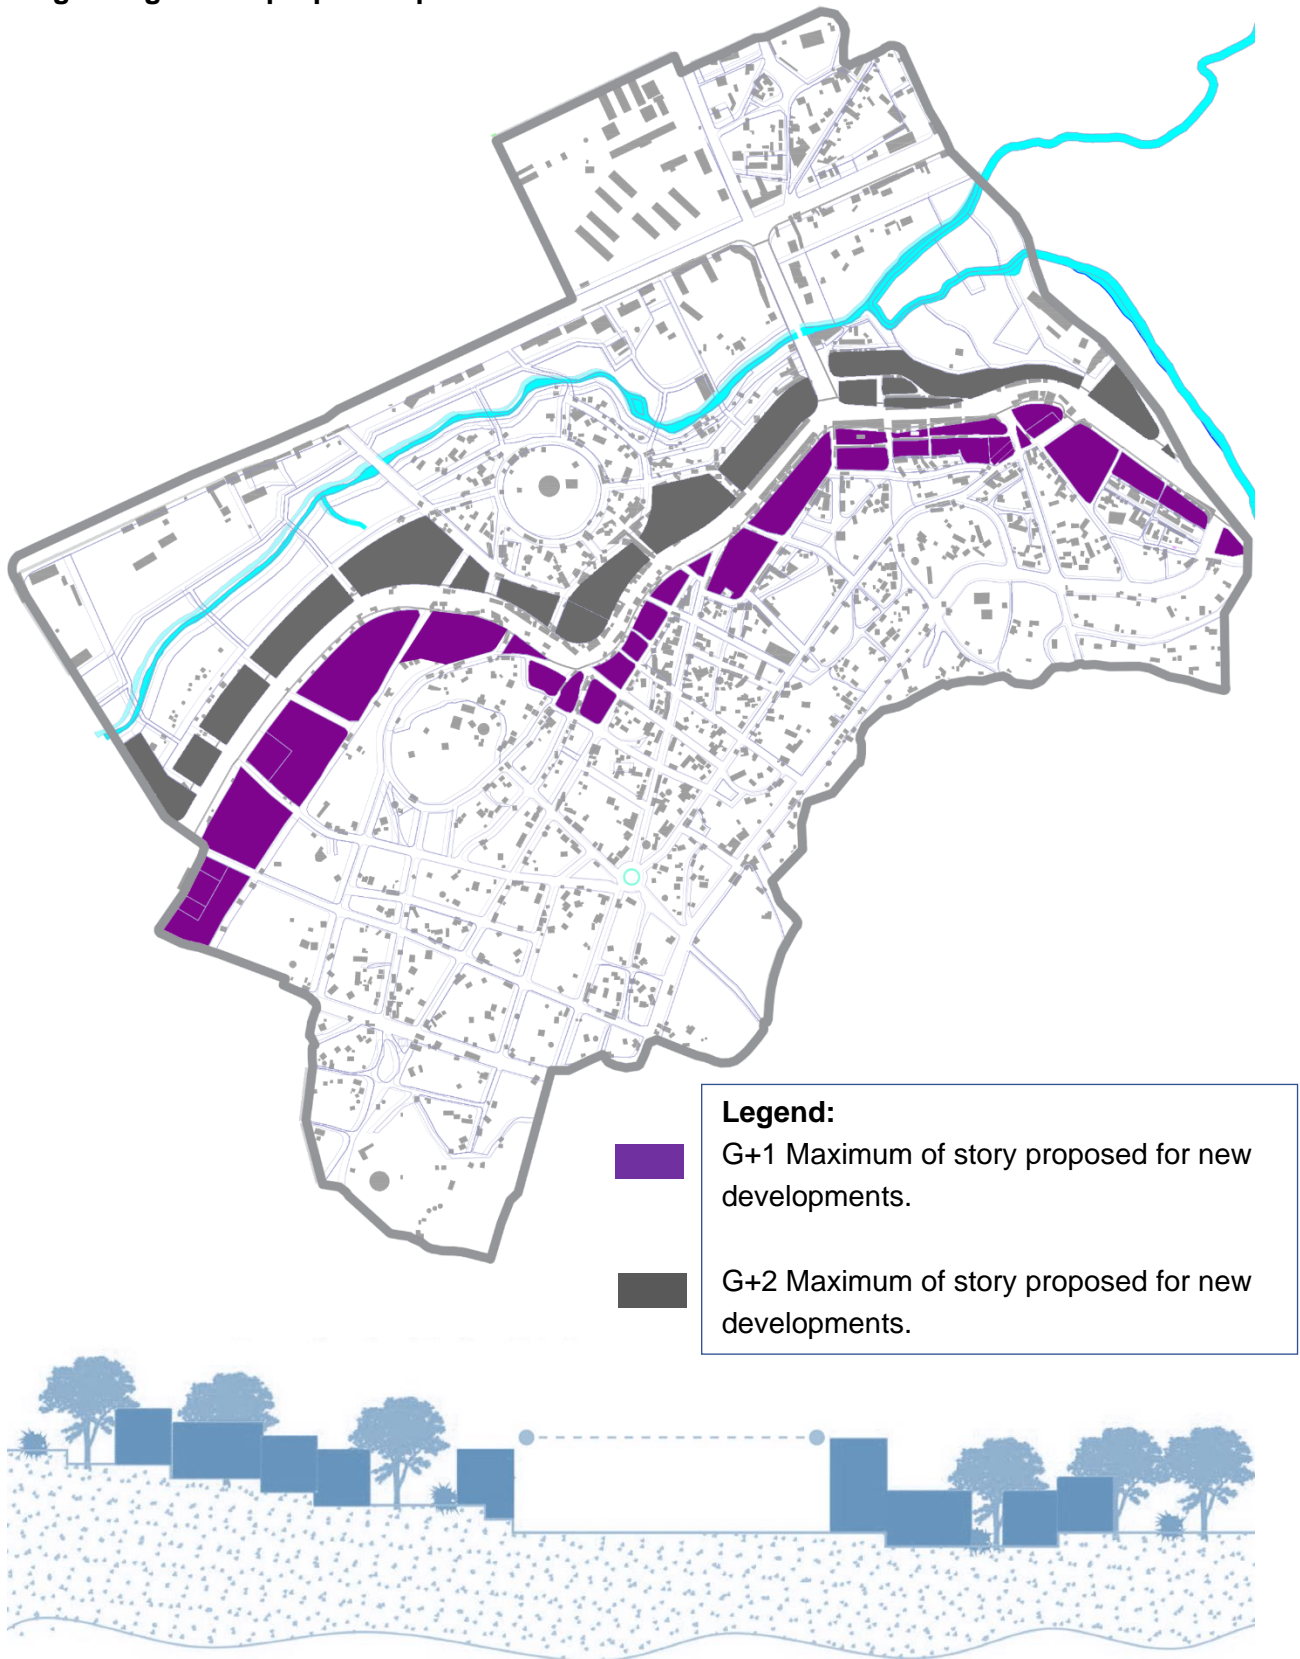 Legend:
G+1 Maximum of story proposed for new
developments.
G+2 Maximum of story proposed for new
developments.